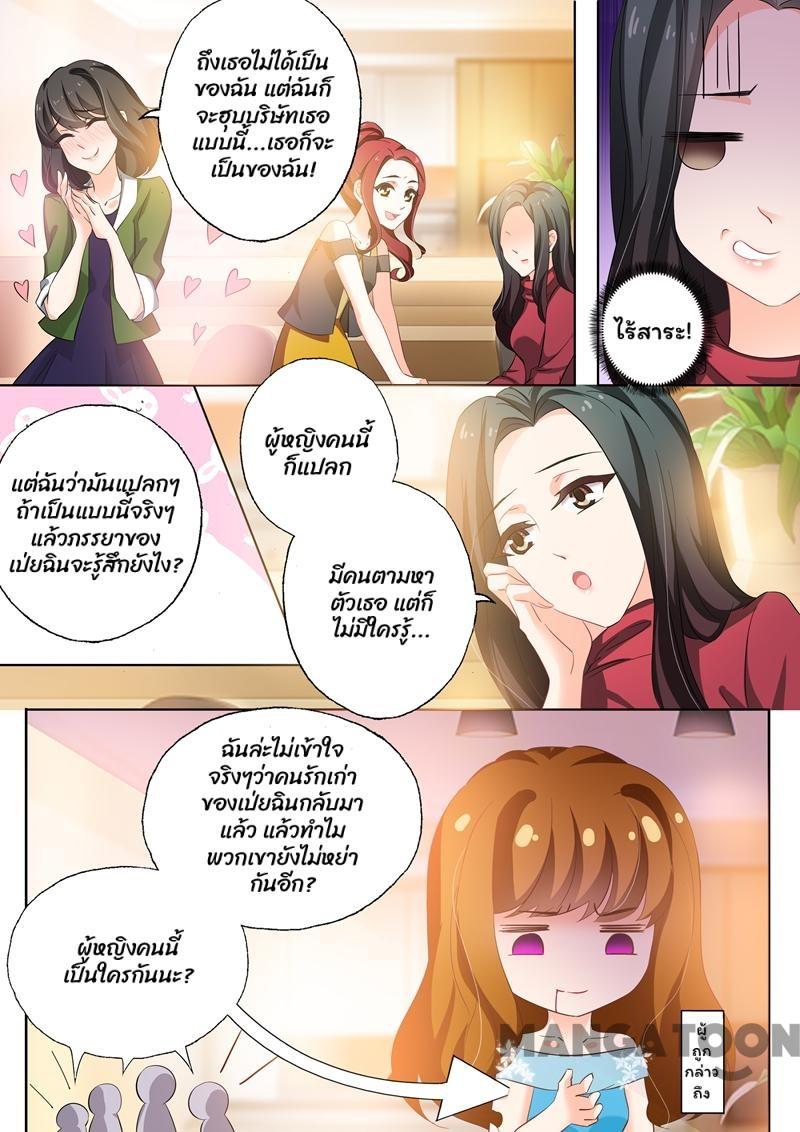 ถึงเธอไม่ได้เป็น
ของฉัน แต่ฉันก็
จะฮุบบริษัทเธอ
แบบนี้...เธอก็จะ
เป็นของฉัน!
ไร้สาระ!
ผู้หญิงคนนี้
ก็แปลก
แต่ฉันว่ามันแปลกๆ
ถ้าเป็นแบบนี้จริงๆ
แล้วภรรยาของ
เป่ยฉินจะรู้สึกยังไง?
มีคนตามหา
ตัวเธอ แต่ก็
ไม่มีใครรู้...
ฉันล่ะไม่เข้าใจ
จริงๆว่าคนรักเก่า
ของเป่ยฉินกลับมา
แล้ว แล้วทำไม
พวกเขายังไม่หย่า
กันอีก?
ผู้หญิงคนนี้
เป็นใครกันนะ?
ผู้
ถูก
กล่าว
ถึง
MANGATOON